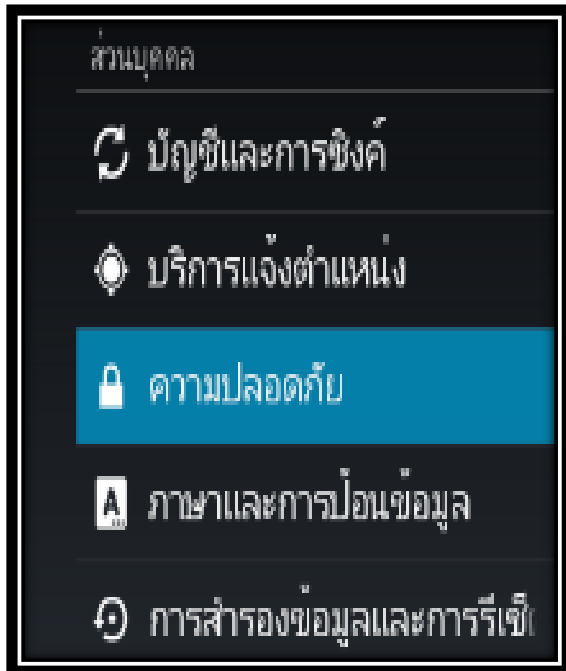 ส่วนบุคคล
บัญชีและการซิงค์
บริการแจ้งตำแหน่ง
ความปลอดภัย
ภาษาและการป้อนข้อมูล
การสำรองข้อมูลและการรีเซ็